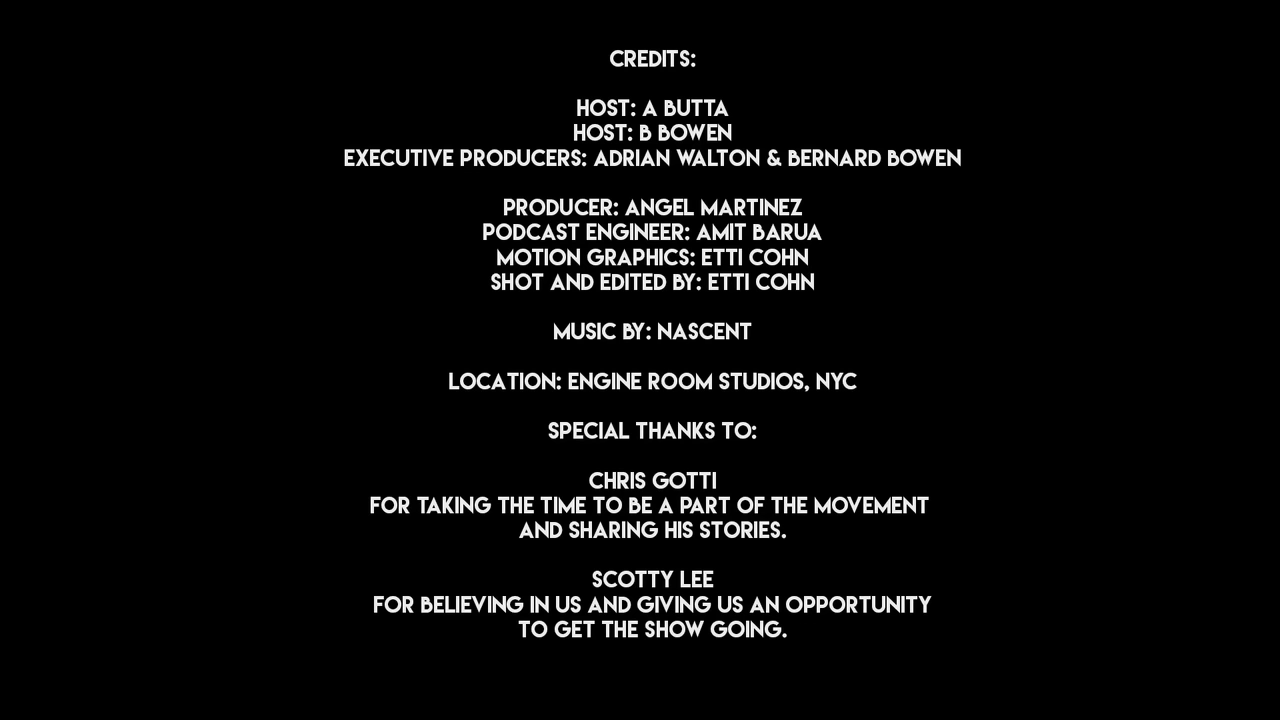 CREDITS:
HOST: A BUTTA
HOST: B BOWEN
EXECUTIVE PRODUCERS: ADRIAN WALTON & BERNARD BOWEN
PRODUCER: ANGEL MARTINEZ
PODCAST ENGINEER: AMIT BARUA
MOTION GRAPHICS: ETTI COHN
SHOT AND EDITED BY: ETTI COHN
MUSIC BY: NASCENT
LOCATION: ENGINE ROOM STUDIOS, NYC
SPECIAL THANKS TO:
CHRIS GOTTI
FOR TAKING THE TIME TO BE A PART OF THE MOVEMENT
AND SHARING HIS STORIES.
SCOTTY LEE
FOR BELIEVING IN US AND GIVING US AN OPPORTUNITY
TO GET THE SHOW GOING.